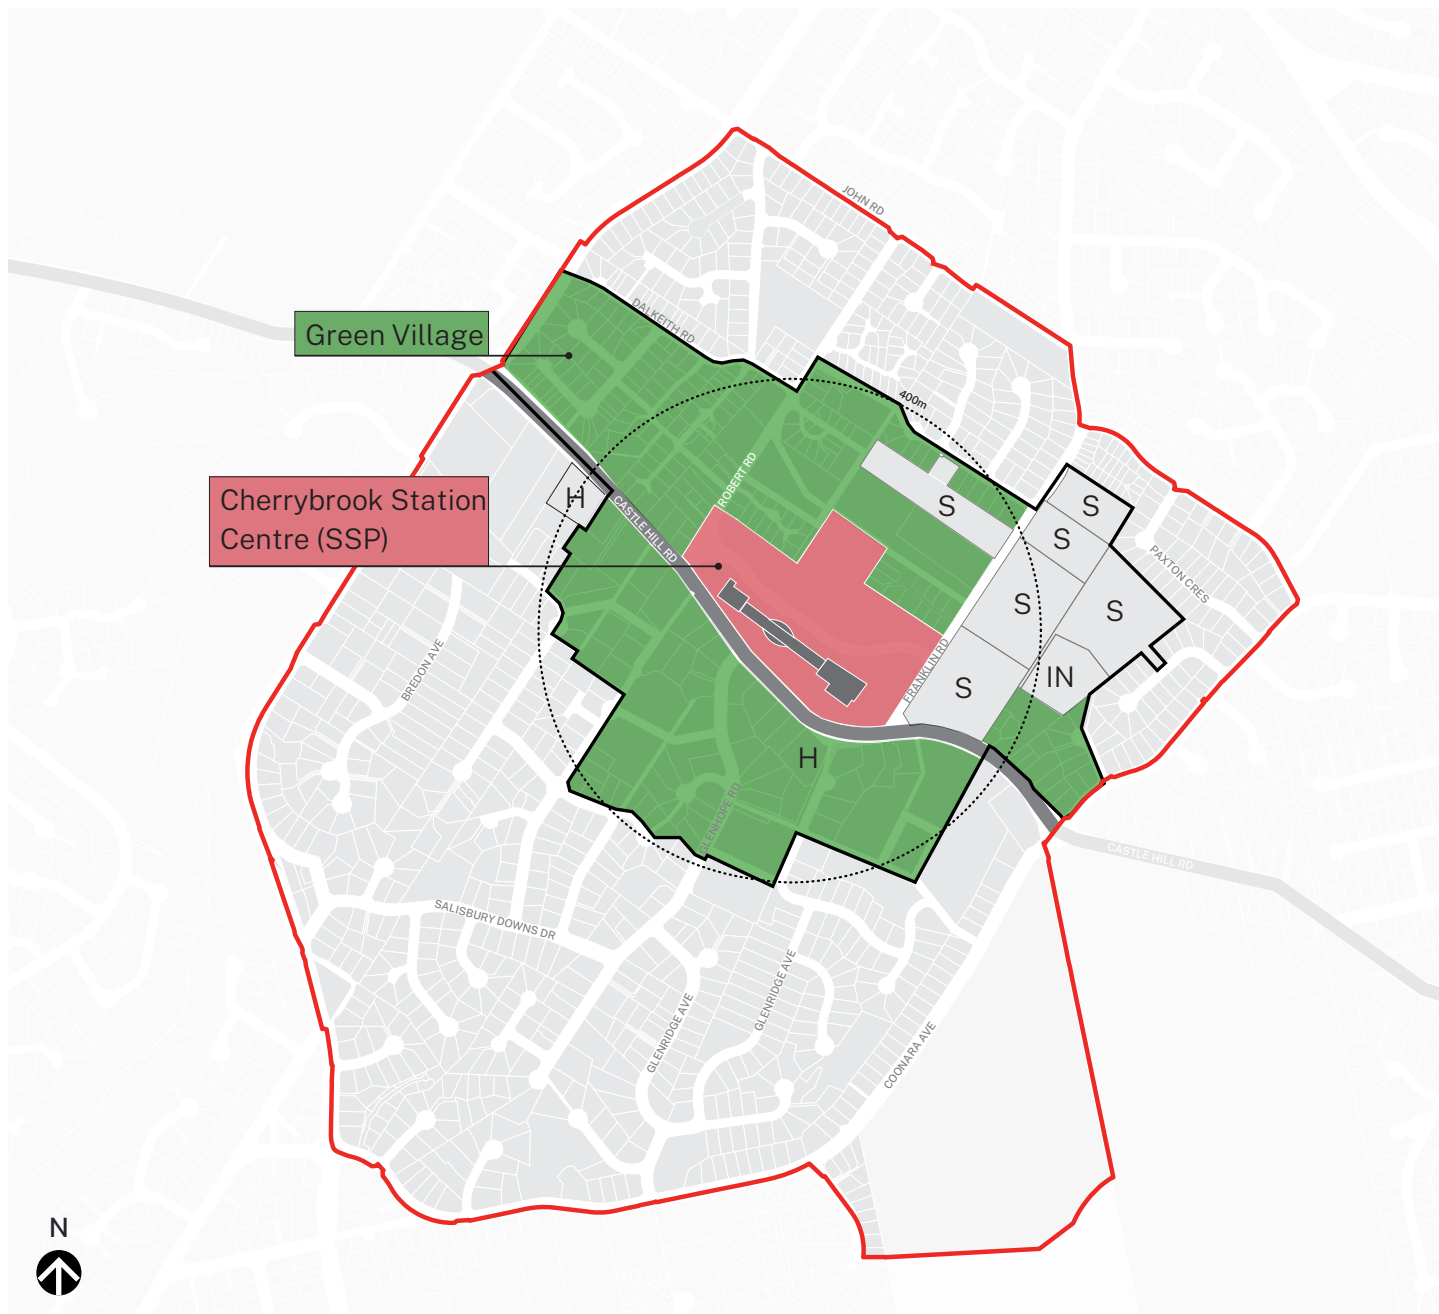 JOHN RD
DALKEITH RD
Green Village
400m
ROBERT RD
Cherrybrook Station
Centre (SSP)
H
CASTLE HILL RD
S
S
S
S
S
S
IN
PAXTON CRES
FRANKLIN RD
BREDON AVE
H
GLENHOPE RD
CASTLE HILL RD
SALISBURY DOWNS DR
GLENRIDGE AVE
GLENRIDGE AVE
COONARA AVE
N